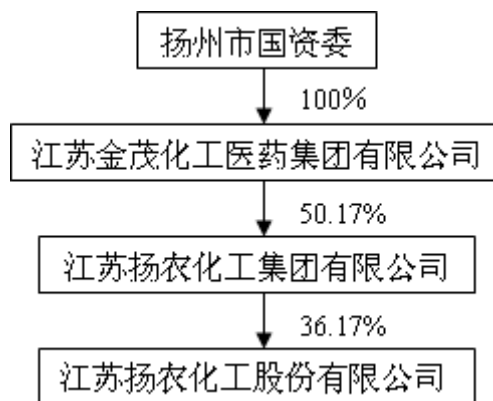 扬州市国资委
100%
江苏金茂化工医药集团有限公司
50.17%
江苏扬农化工集团有限公司
36.17%
江苏扬农化工股份有限公司